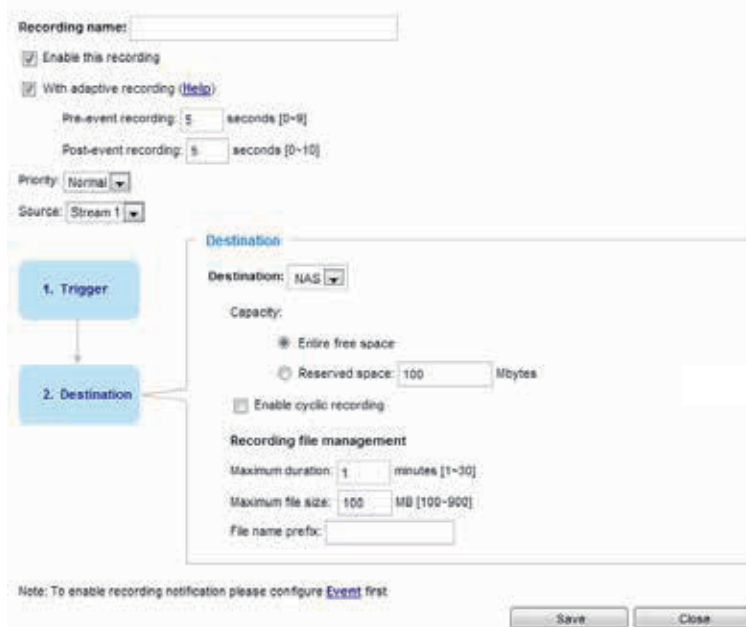 Recording name:
Enable this recording
With adaptive recording (Help)
Pre-event recording: 5 seconds [0~9]
Post-event recording: 5 seconds [0~10]
Priority: Normal
Source: Stream 1
1. Trigger
2. Destination
Destination
Destination: NAS
Capacity:
Entire free space
Reserved space: 100 Mbytes
Enable cyclic recording
Recording file management
Maximum duration: 1 minutes [1~30]
Maximum file size: 100 MB [100~900]
File name prefix:
Note: To enable recording notification please configure Event first
Save Close